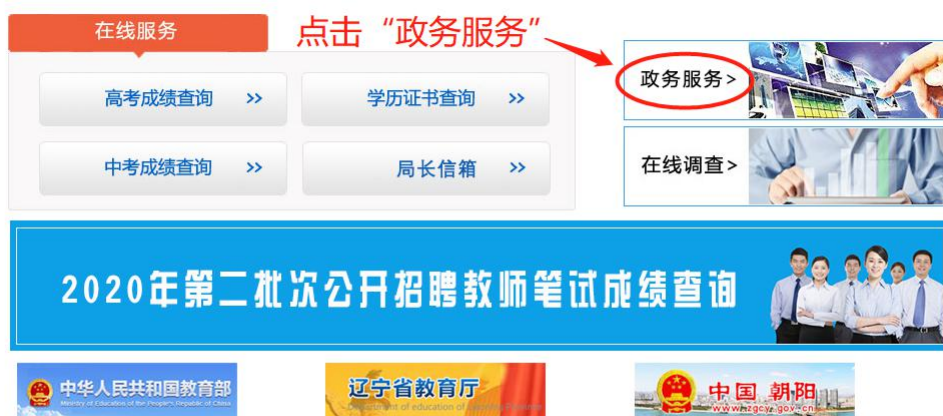 在线服务
点击“政务服务”
高考成绩查询 >>
学历证书查询 >>
政务服务>
中考成绩查询 >>
局长信箱 >>
在线调查>
2020年第二批次公开招聘教师笔试成绩查询
中华人民共和国教育部
Ministry of Education of the People's Republic of China
辽宁省教育厅
中国 朝阳
www.zgcy.gov.cn